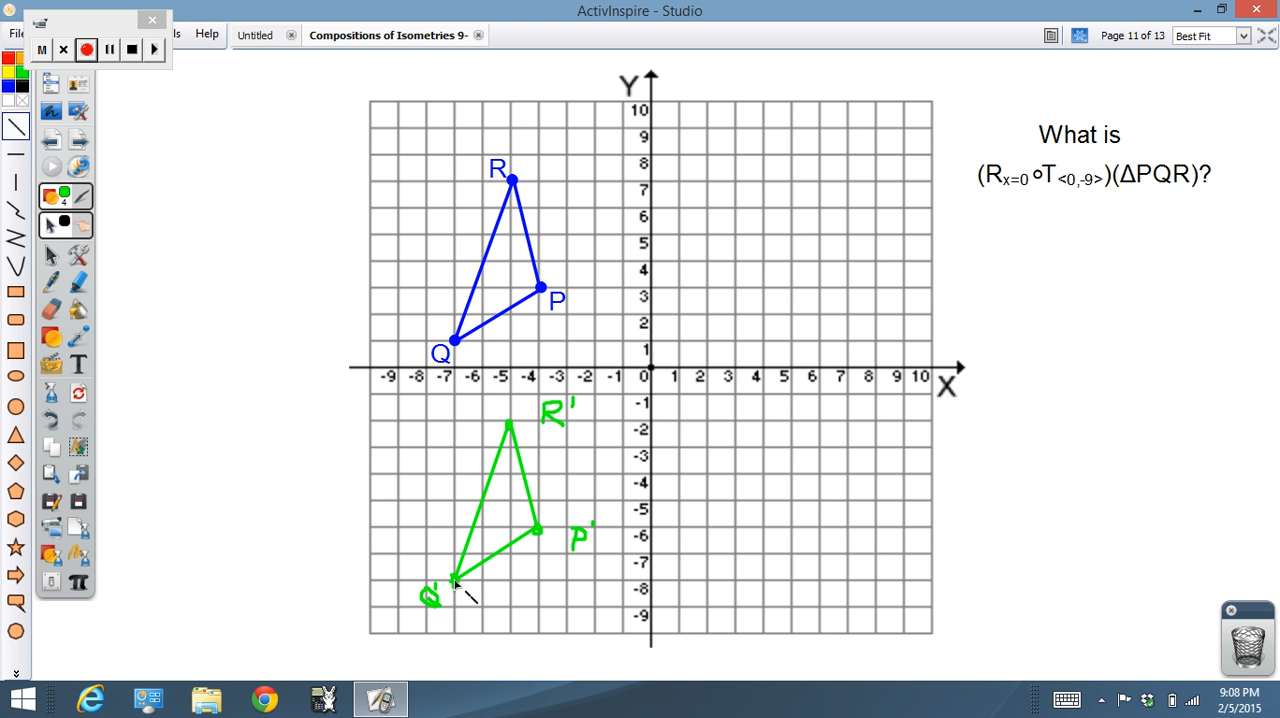 ActivInspire - Studio
File
ls Help
Untitled
Compositions of Isometries 9-
Page 11 of 13
Best Fit
M
4
T
π
What is
(Rx=0 ∘T<0,-9>)(ΔPQR)?
Y
10
9
8
7
6
5
4
3
2
1
R
P
Q
-9 -8 -7 -6 -5 -4 -3 -2 -1 0 1 2 3 4 5 6 7 8 9 10
X
-1
-2
-3
-4
-5
-6
-7
-8
-9
R'
P'
Q'
9:08 PM
2/5/2015